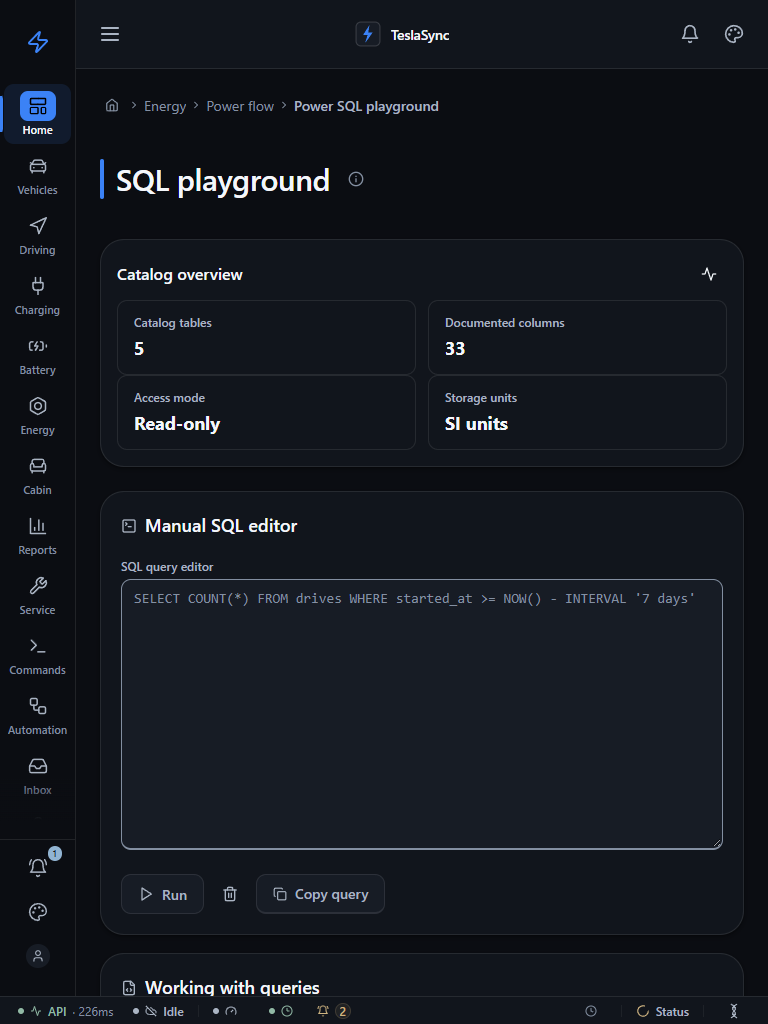 TeslaSync
Home
Vehicles
Driving
Charging
Battery
Energy
Cabin
Reports
Service
Commands
Automation
Inbox
1
Energy > Power flow > Power SQL playground
SQL playground
Catalog overview
Catalog tables
5
Documented columns
33
Access mode
Read-only
Storage units
SI units
Manual SQL editor
SQL query editor
SELECT COUNT(*) FROM drives WHERE started_at >= NOW() - INTERVAL '7 days'
Run
Copy query
Working with queries
API · 226ms
Idle
2
Status